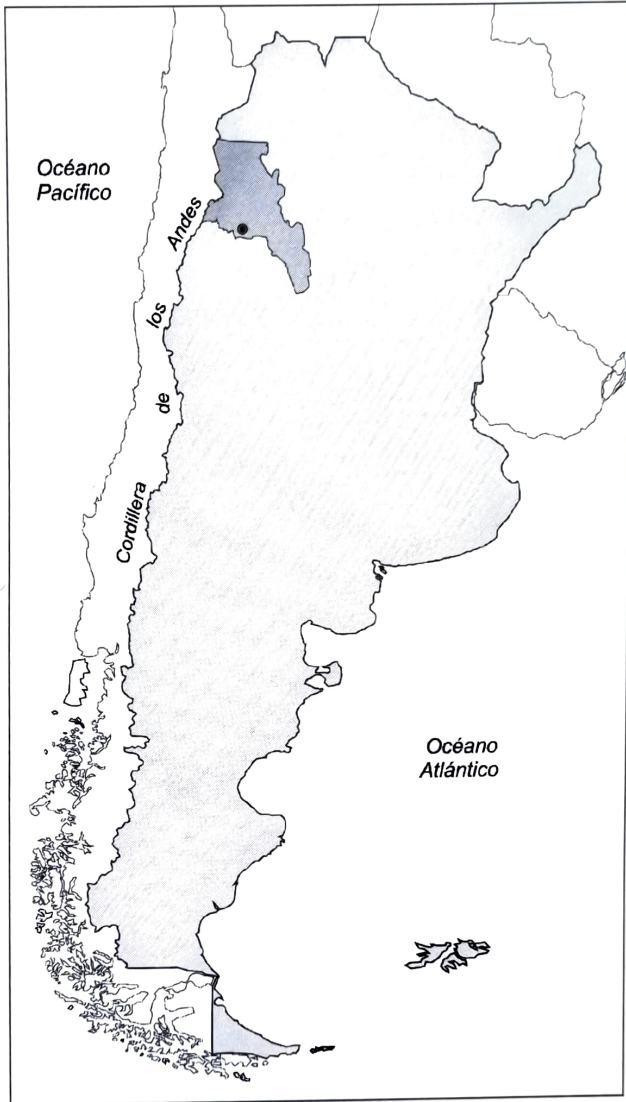 Océano
Pacífico
Andes
los
de
Cordillera
Océano
Atlántico